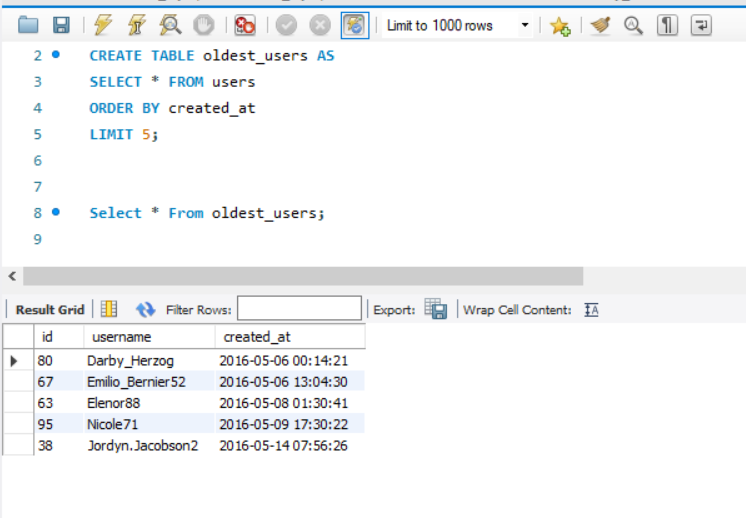 Limit to 1000 rows
2 CREATE TABLE oldest_users AS
3 SELECT * FROM users
4 ORDER BY created_at
5 LIMIT 5;
6
7
8 Select * From oldest_users;
9
Result Grid Filter Rows: Export: Wrap Cell Content:
id username created_at
80 Darby_Herzog 2016-05-06 00:14:21
67 Emilio_Bernier52 2016-05-06 13:04:30
63 Elenor88 2016-05-08 01:30:41
95 Nicole71 2016-05-09 17:30:22
38 Jordyn.Jacobson2 2016-05-14 07:56:26